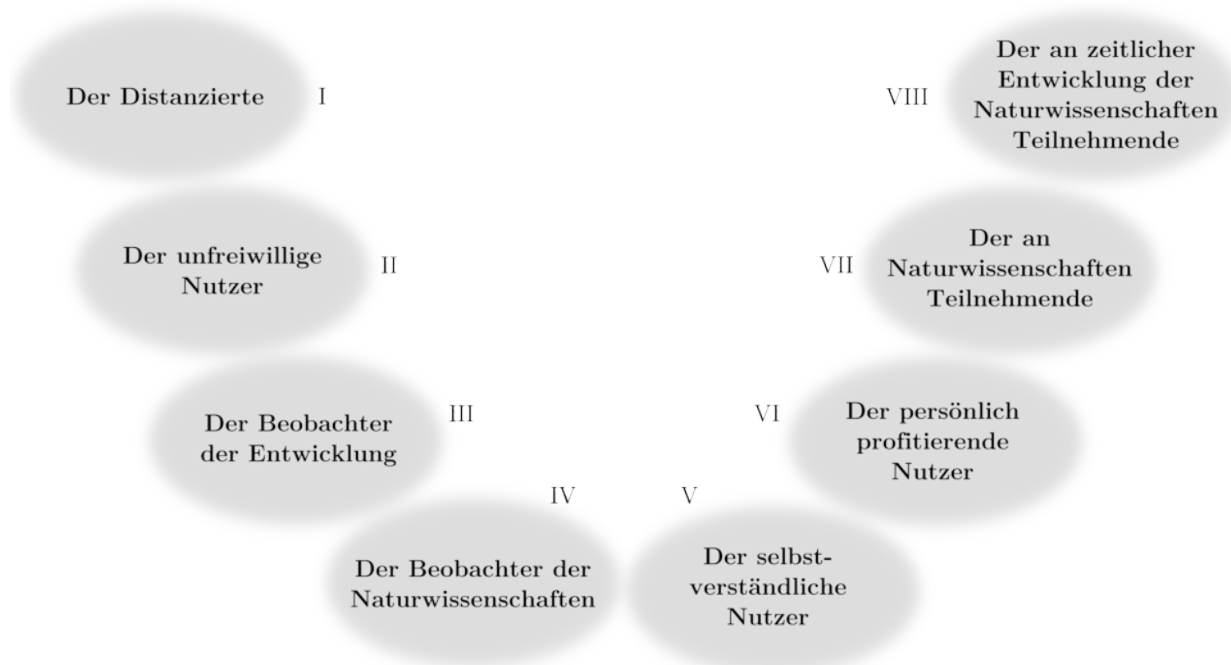 Der Distanzierte
I
Der unfreiwillige
Nutzer
II
Der Beobachter
der Entwicklung
III
Der Beobachter der
Naturwissenschaften
IV
Der selbst-
verständliche
Nutzer
V
Der persönlich
profitierende
Nutzer
VI
Der an
Naturwissenschaften
Teilnehmende
VII
Der an zeitlicher
Entwicklung der
Naturwissenschaften
Teilnehmende
VIII